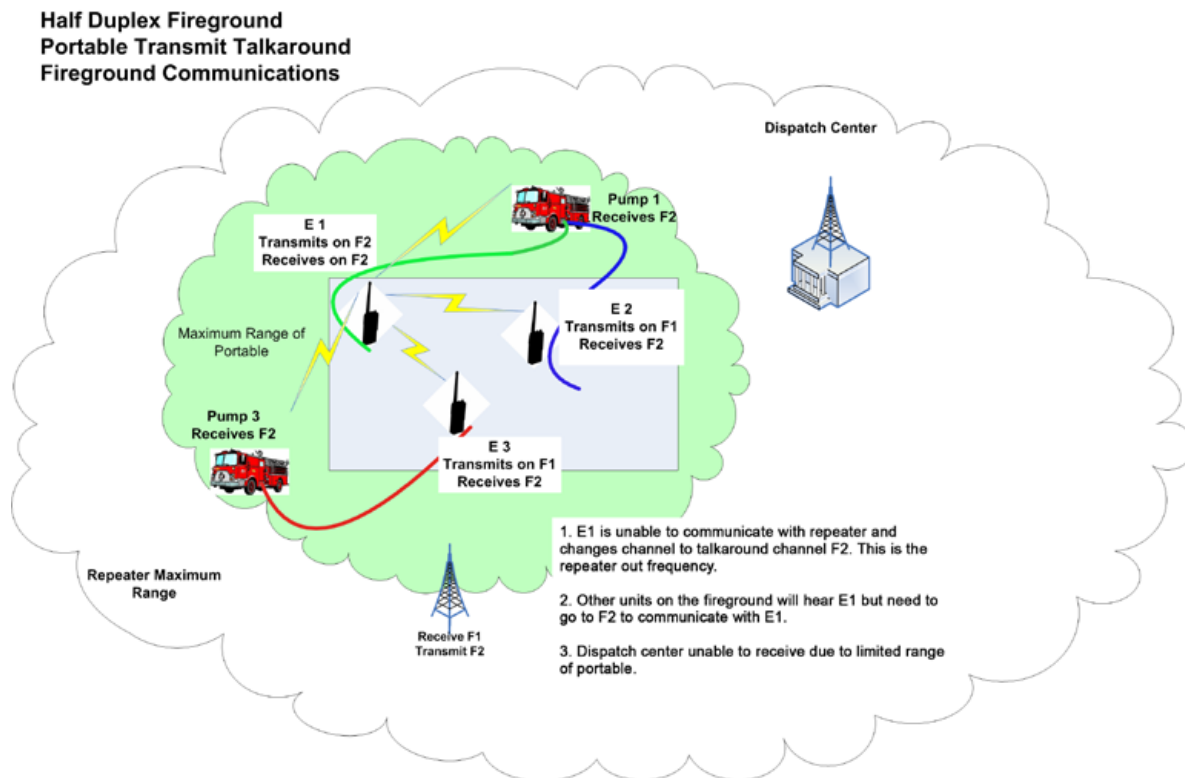 Half Duplex Fireground
Portable Transmit Talkaround
Fireground Communications
Dispatch Center
Pump 1
Receives F2
E 1
Transmits on F2
Receives on F2
E 2
Transmits on F1
Receives F2
Maximum Range of
Portable
Pump 3
Receives F2
E 3
Transmits on F1
Receives F2
Repeater Maximum
Range
Receive F1
Transmit F2
1. E1 is unable to communicate with repeater and
changes channel to talkaround channel F2. This is the
repeater out frequency.
2. Other units on the fireground will hear E1 but need to
go to F2 to communicate with E1.
3. Dispatch center unable to receive due to limited range
of portable.